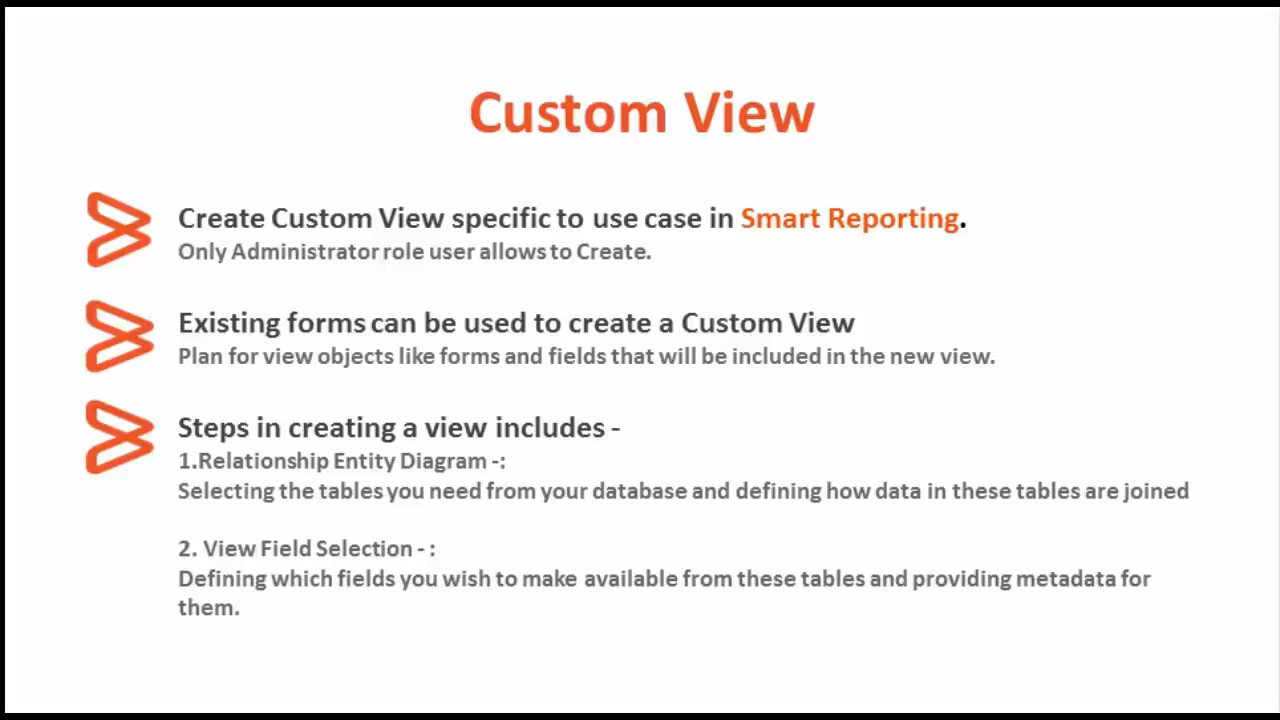 Custom View
Create Custom View specific to use case in Smart Reporting.
Only Administrator role user allows to Create.
Existing forms can be used to create a Custom View
Plan for view objects like forms and fields that will be included in the new view.
Steps in creating a view includes -
1.Relationship Entity Diagram -:
Selecting the tables you need from your database and defining how data in these tables are joined
2. View Field Selection - :
Defining which fields you wish to make available from these tables and providing metadata for
them.